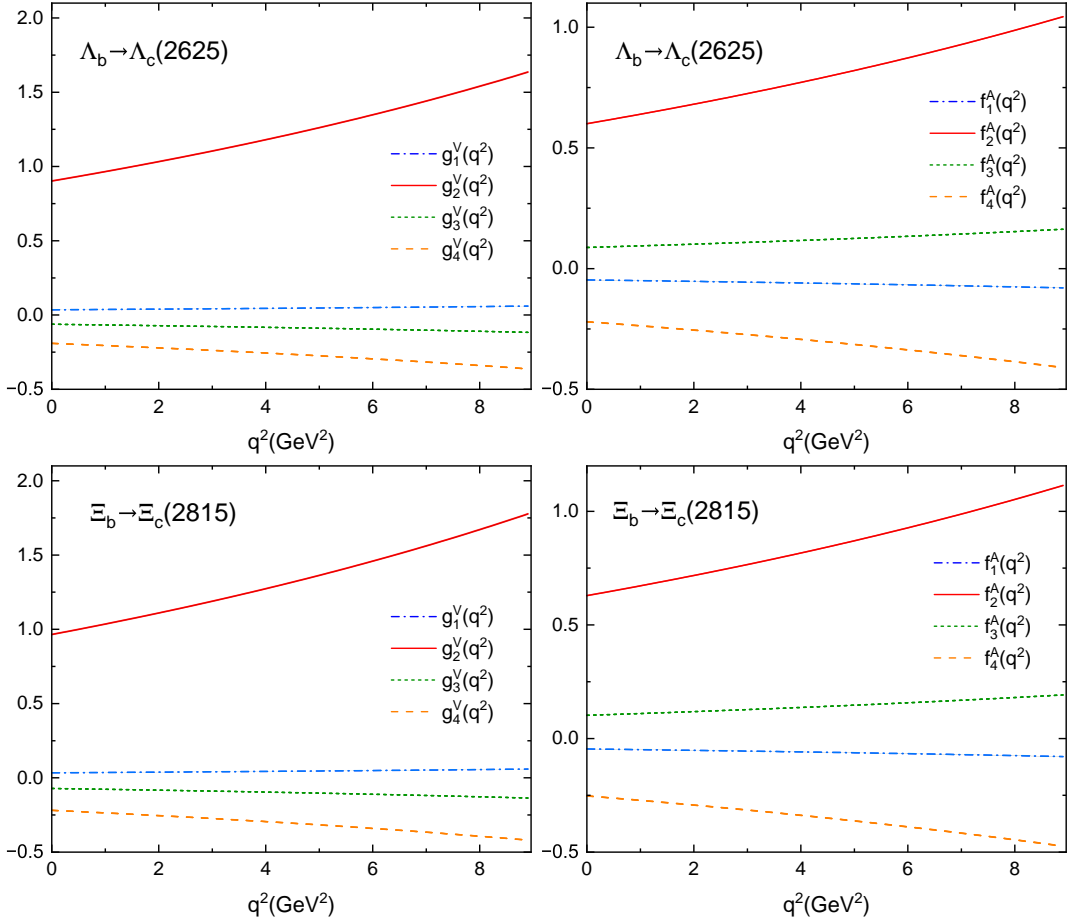 2.0
1.5
1.0
0.5
0.0
−0.5
Λb→Λc(2625)
g₁ⱽ(q²)
g₂ⱽ(q²)
g₃ⱽ(q²)
g₄ⱽ(q²)
0 2 4 6 8
q²(GeV²)
1.0
0.5
0.0
−0.5
Λb→Λc(2625)
f₁ᴬ(q²)
f₂ᴬ(q²)
f₃ᴬ(q²)
f₄ᴬ(q²)
0 2 4 6 8
q²(GeV²)
2.0
1.5
1.0
0.5
0.0
−0.5
Ξb→Ξc(2815)
g₁ⱽ(q²)
g₂ⱽ(q²)
g₃ⱽ(q²)
g₄ⱽ(q²)
0 2 4 6 8
q²(GeV²)
1.0
0.5
0.0
−0.5
Ξb→Ξc(2815)
f₁ᴬ(q²)
f₂ᴬ(q²)
f₃ᴬ(q²)
f₄ᴬ(q²)
0 2 4 6 8
q²(GeV²)